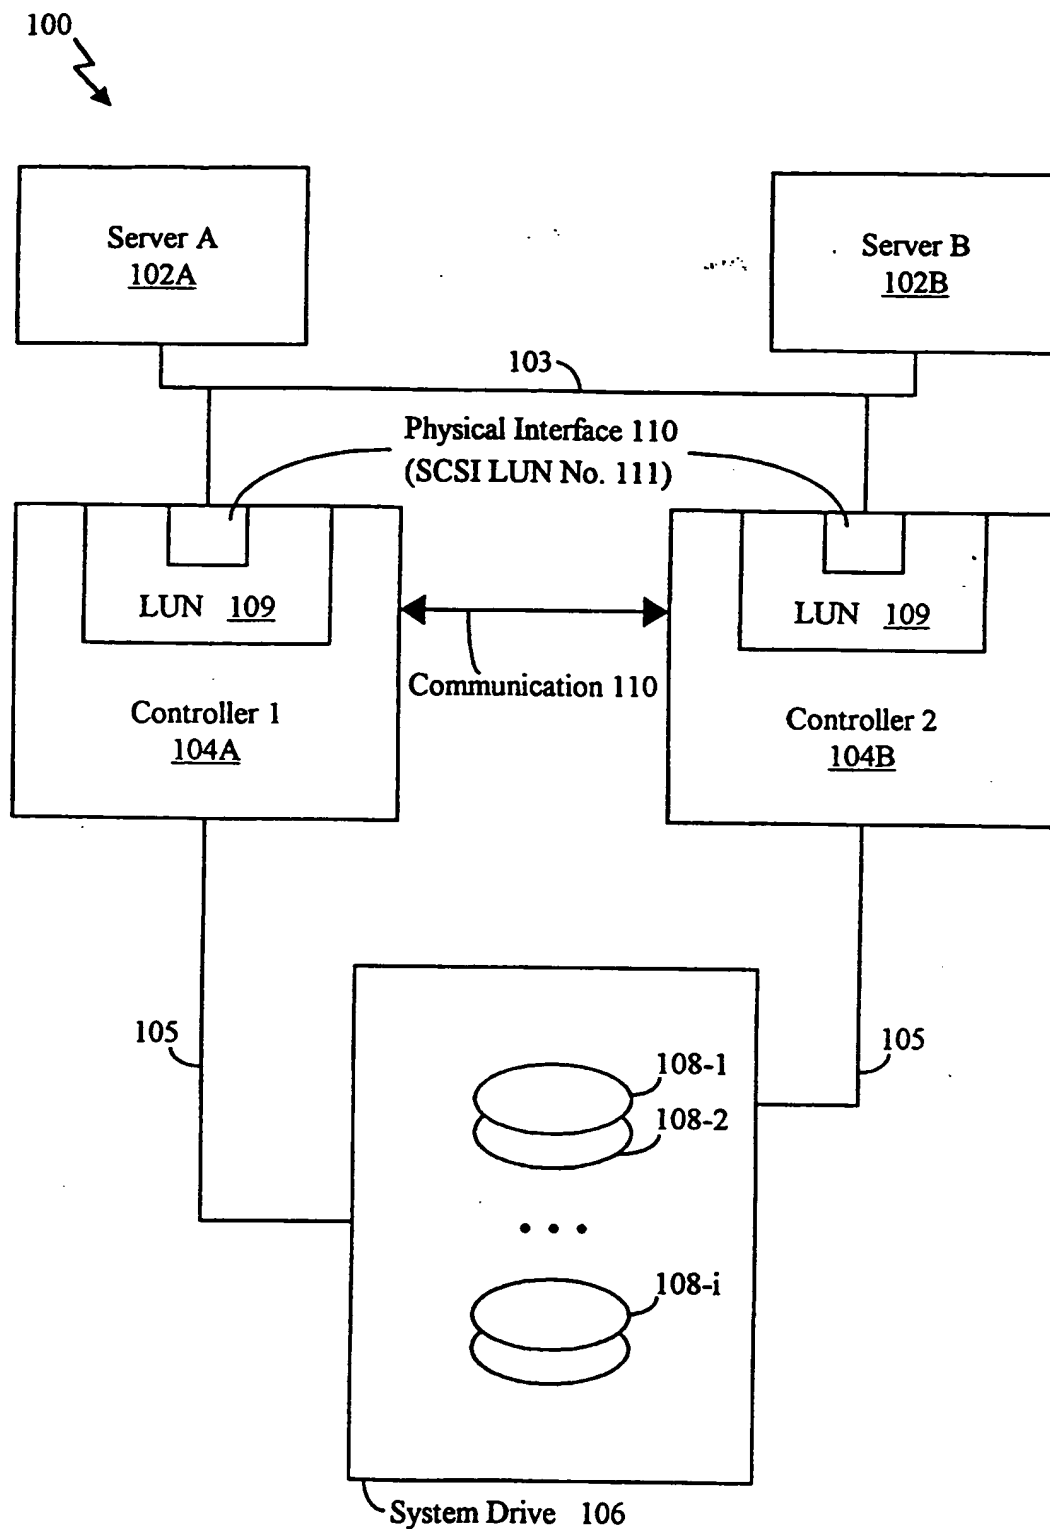 100
Server A
102A
Server B
102B
103
Physical Interface 110
(SCSI LUN No. 111)
LUN 109
LUN 109
Communication 110
Controller 1
104A
Controller 2
104B
105
105
108-1
108-2
108-i
System Drive 106